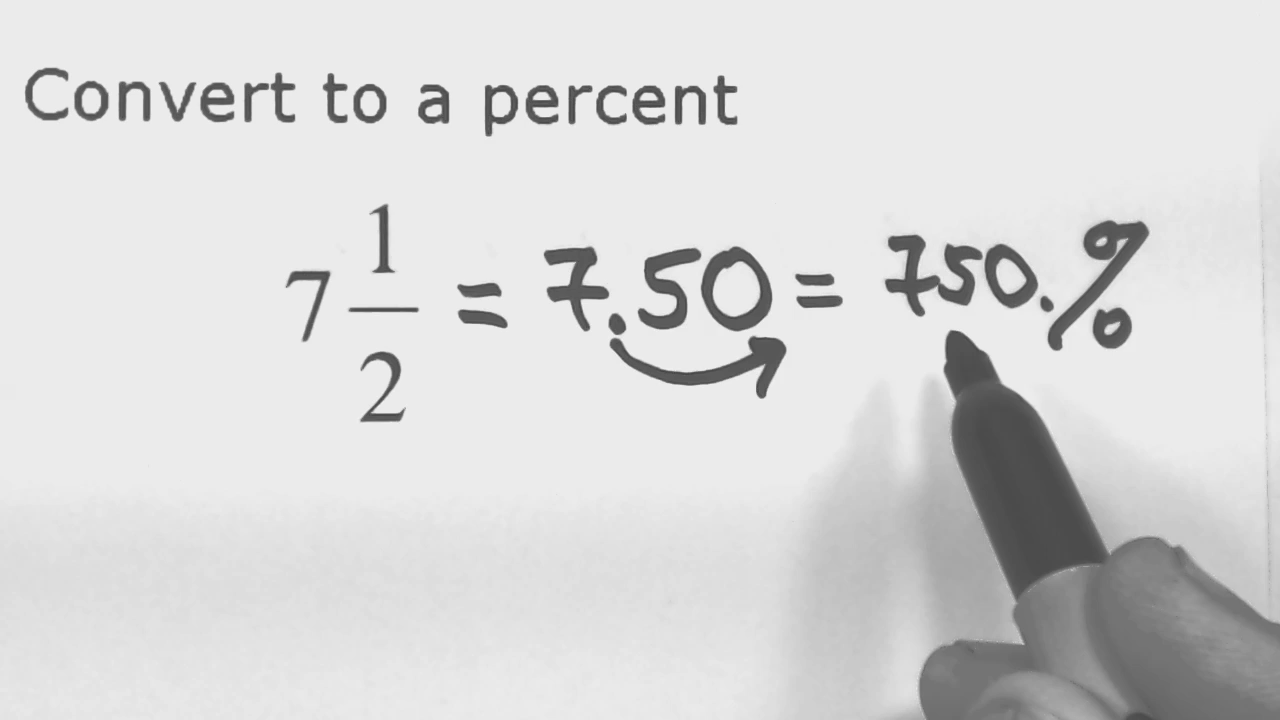 Convert to a percent
7 1/2 = 7.50 = 750.%